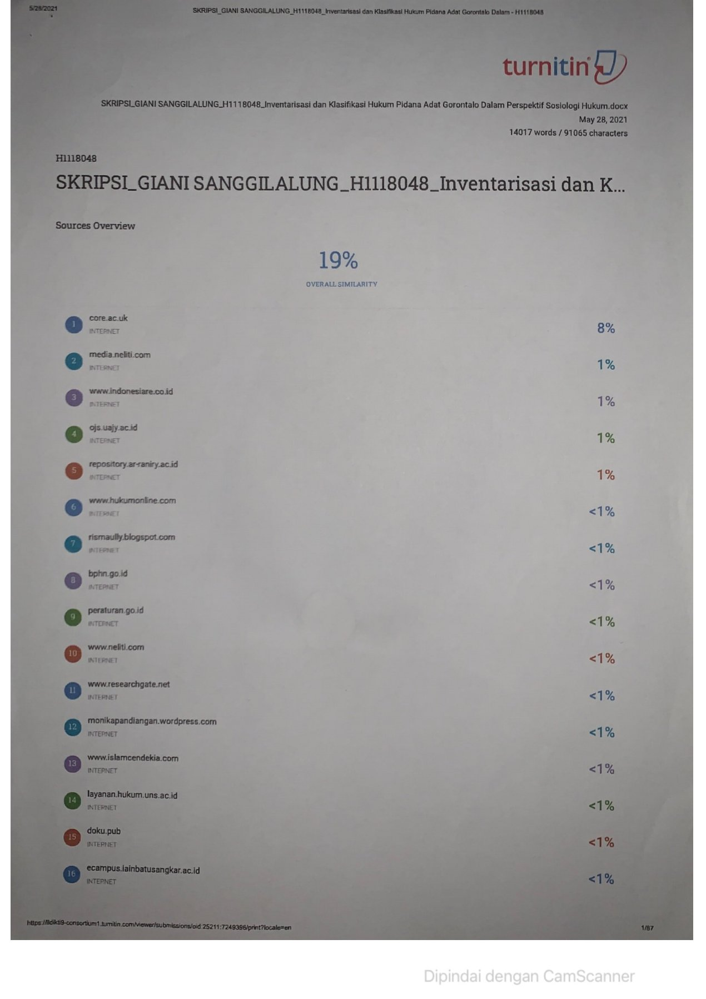 5/28/2021
SKRIPSI_GIANI SANGGILALUNG_H1118048_Inventarisasi dan Klasifikasi Hukum Pidana Adat Gorontalo Dalam - H1118048
turnitin
SKRIPSI_GIANI SANGGILALUNG_H1118048_Inventarisasi dan Klasifikasi Hukum Pidana Adat Gorontalo Dalam Perspektif Sosiologi Hukum.docx
May 28, 2021
14017 words / 91065 characters
H1118048
SKRIPSI_GIANI SANGGILALUNG_H1118048_Inventarisasi dan K...
Sources Overview
19%
OVERALL SIMILARITY
1 core.ac.uk
INTERNET
8%
2 media.neliti.com
INTERNET
1%
3 www.indonesiare.co.id
INTERNET
1%
4 ojs.uajy.ac.id
INTERNET
1%
5 repository.ar-raniry.ac.id
INTERNET
1%
6 www.hukumonline.com
INTERNET
<1%
7 rismaully.blogspot.com
INTERNET
<1%
8 bphn.go.id
INTERNET
<1%
9 peraturan.go.id
INTERNET
<1%
10 www.neliti.com
INTERNET
<1%
11 www.researchgate.net
INTERNET
<1%
12 monikapandiangan.wordpress.com
INTERNET
<1%
13 www.islamcendekia.com
INTERNET
<1%
14 layanan.hukum.uns.ac.id
INTERNET
<1%
15 doku.pub
INTERNET
<1%
16 ecampus.iainbatusangkar.ac.id
INTERNET
<1%
https://lldikti9-consortium1.turnitin.com/viewer/submissions/oid:25211:7249396/print?locale=en
1/87
Dipindai dengan CamScanner